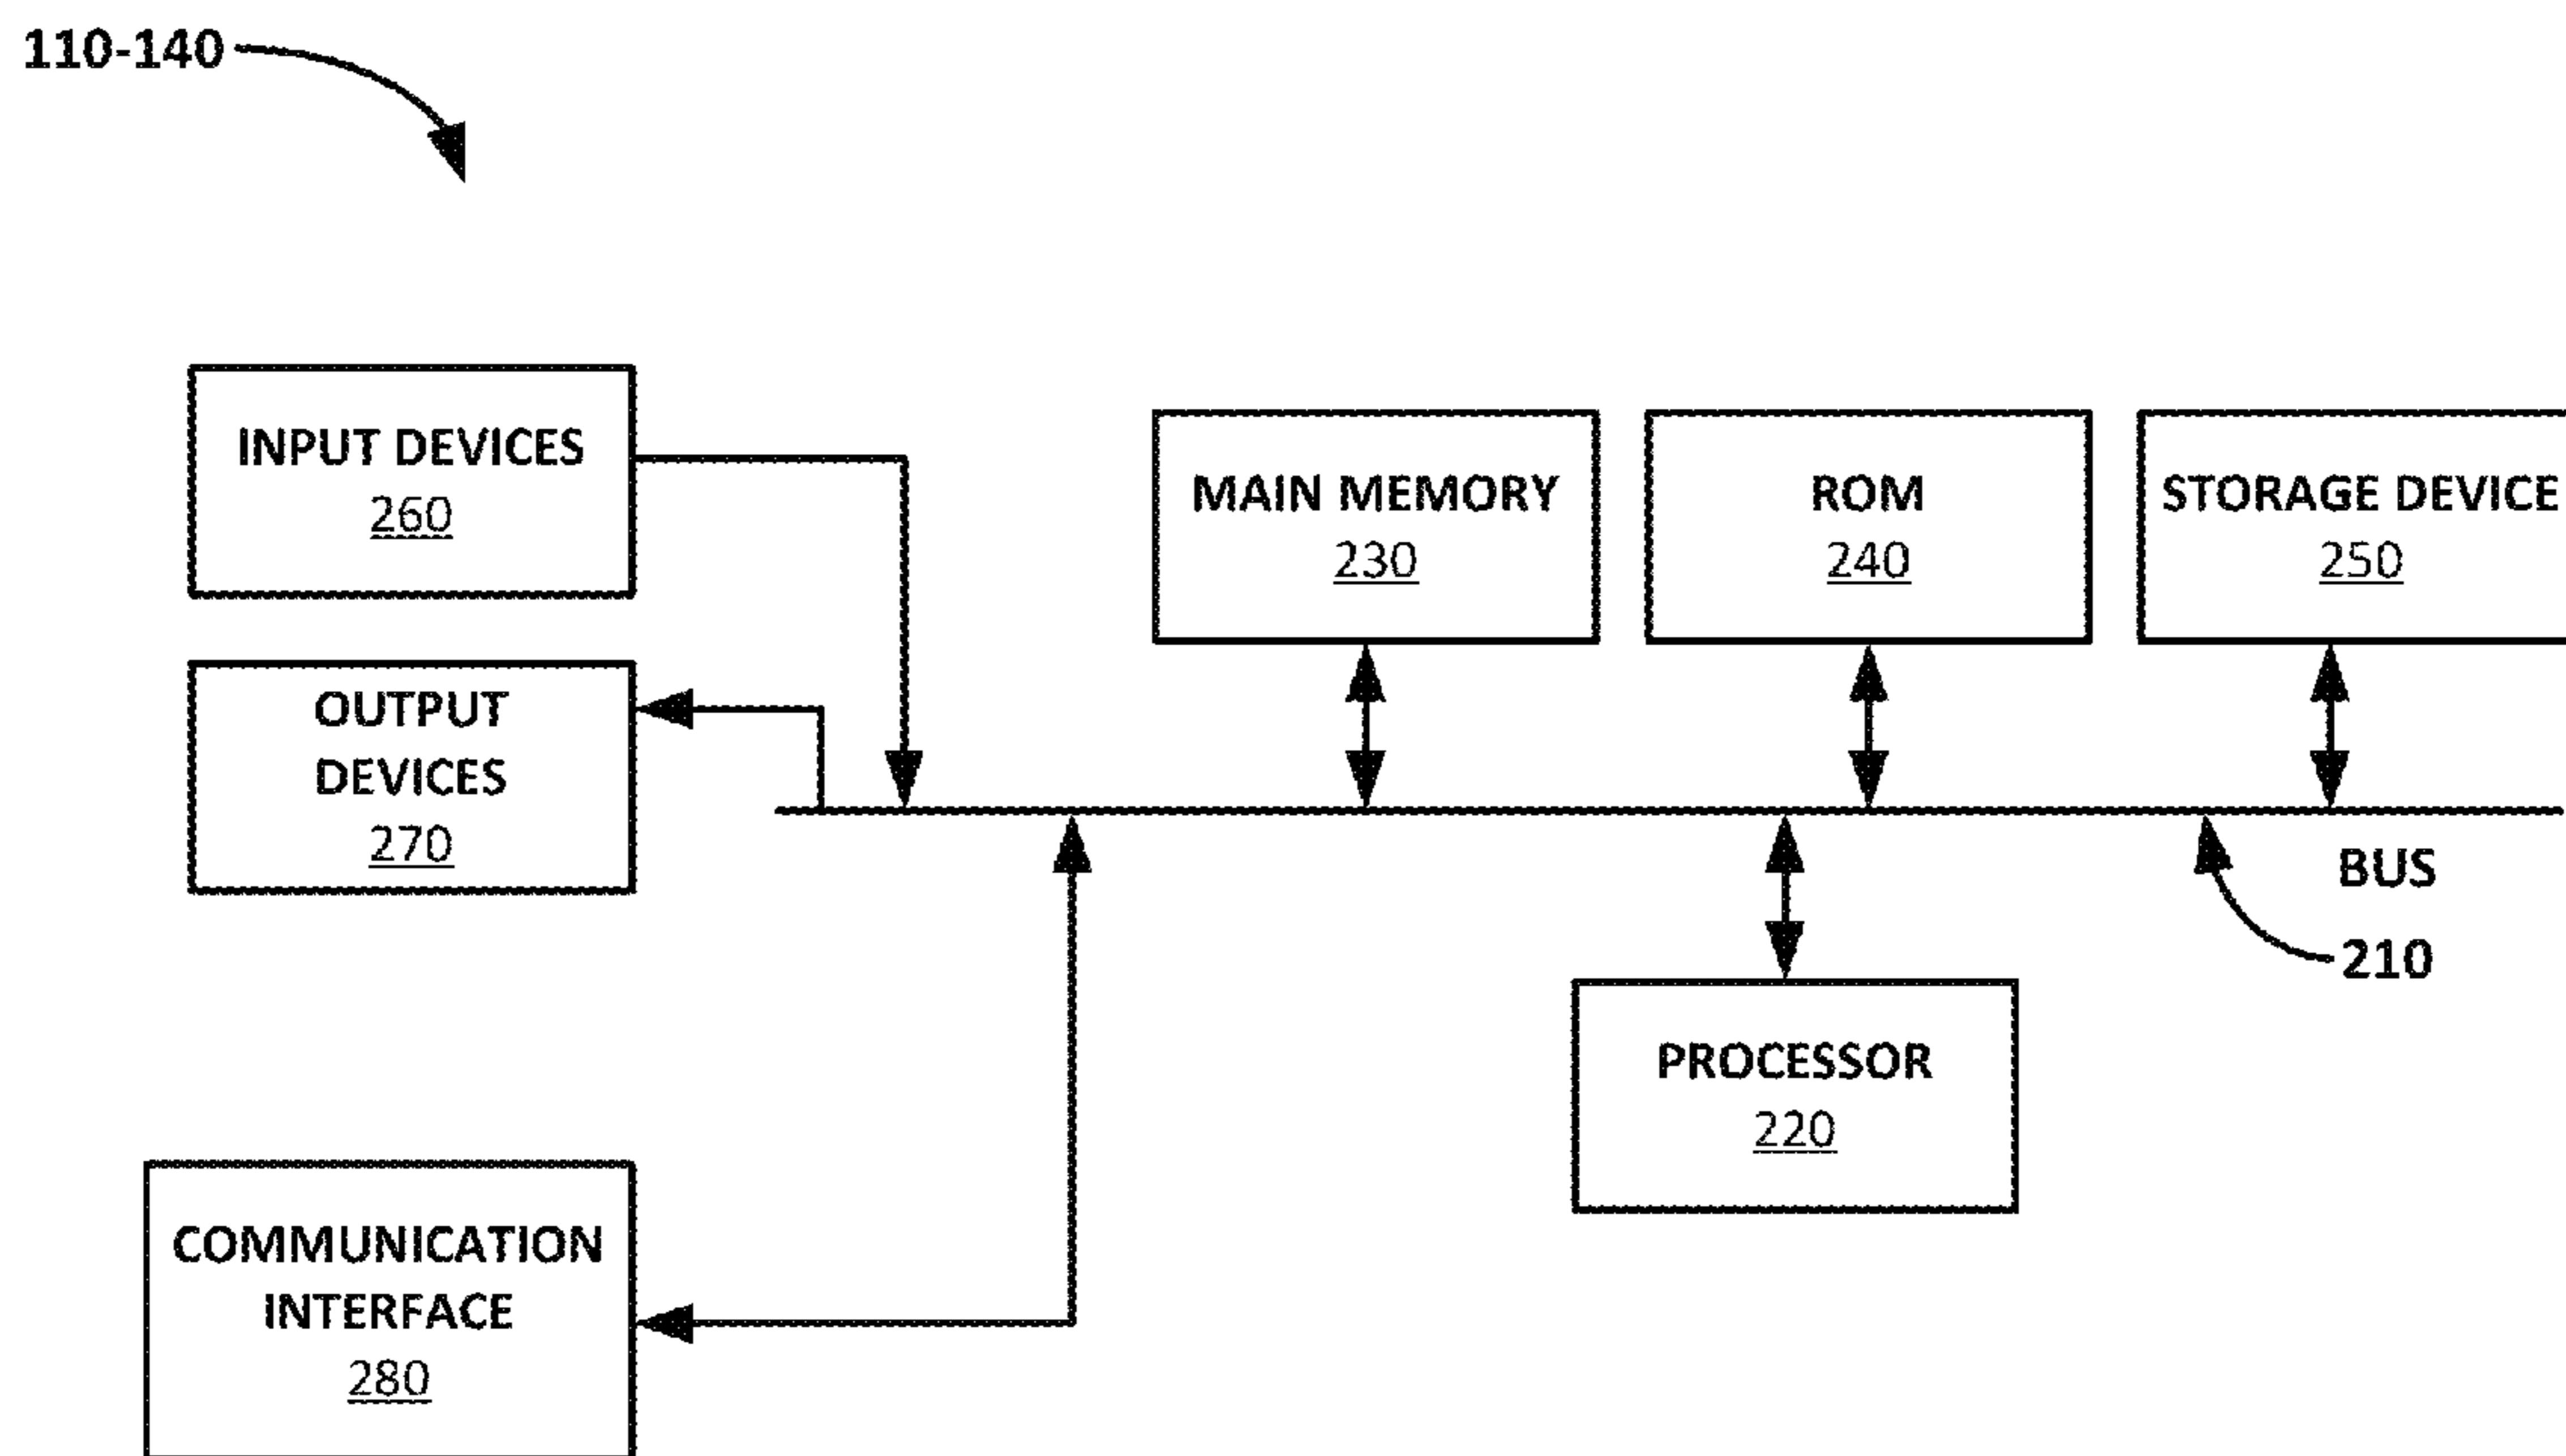 110-140
INPUT DEVICES
260
MAIN MEMORY
230
ROM
240
STORAGE DEVICE
250
OUTPUT
DEVICES
270
BUS
210
PROCESSOR
220
COMMUNICATION
INTERFACE
280